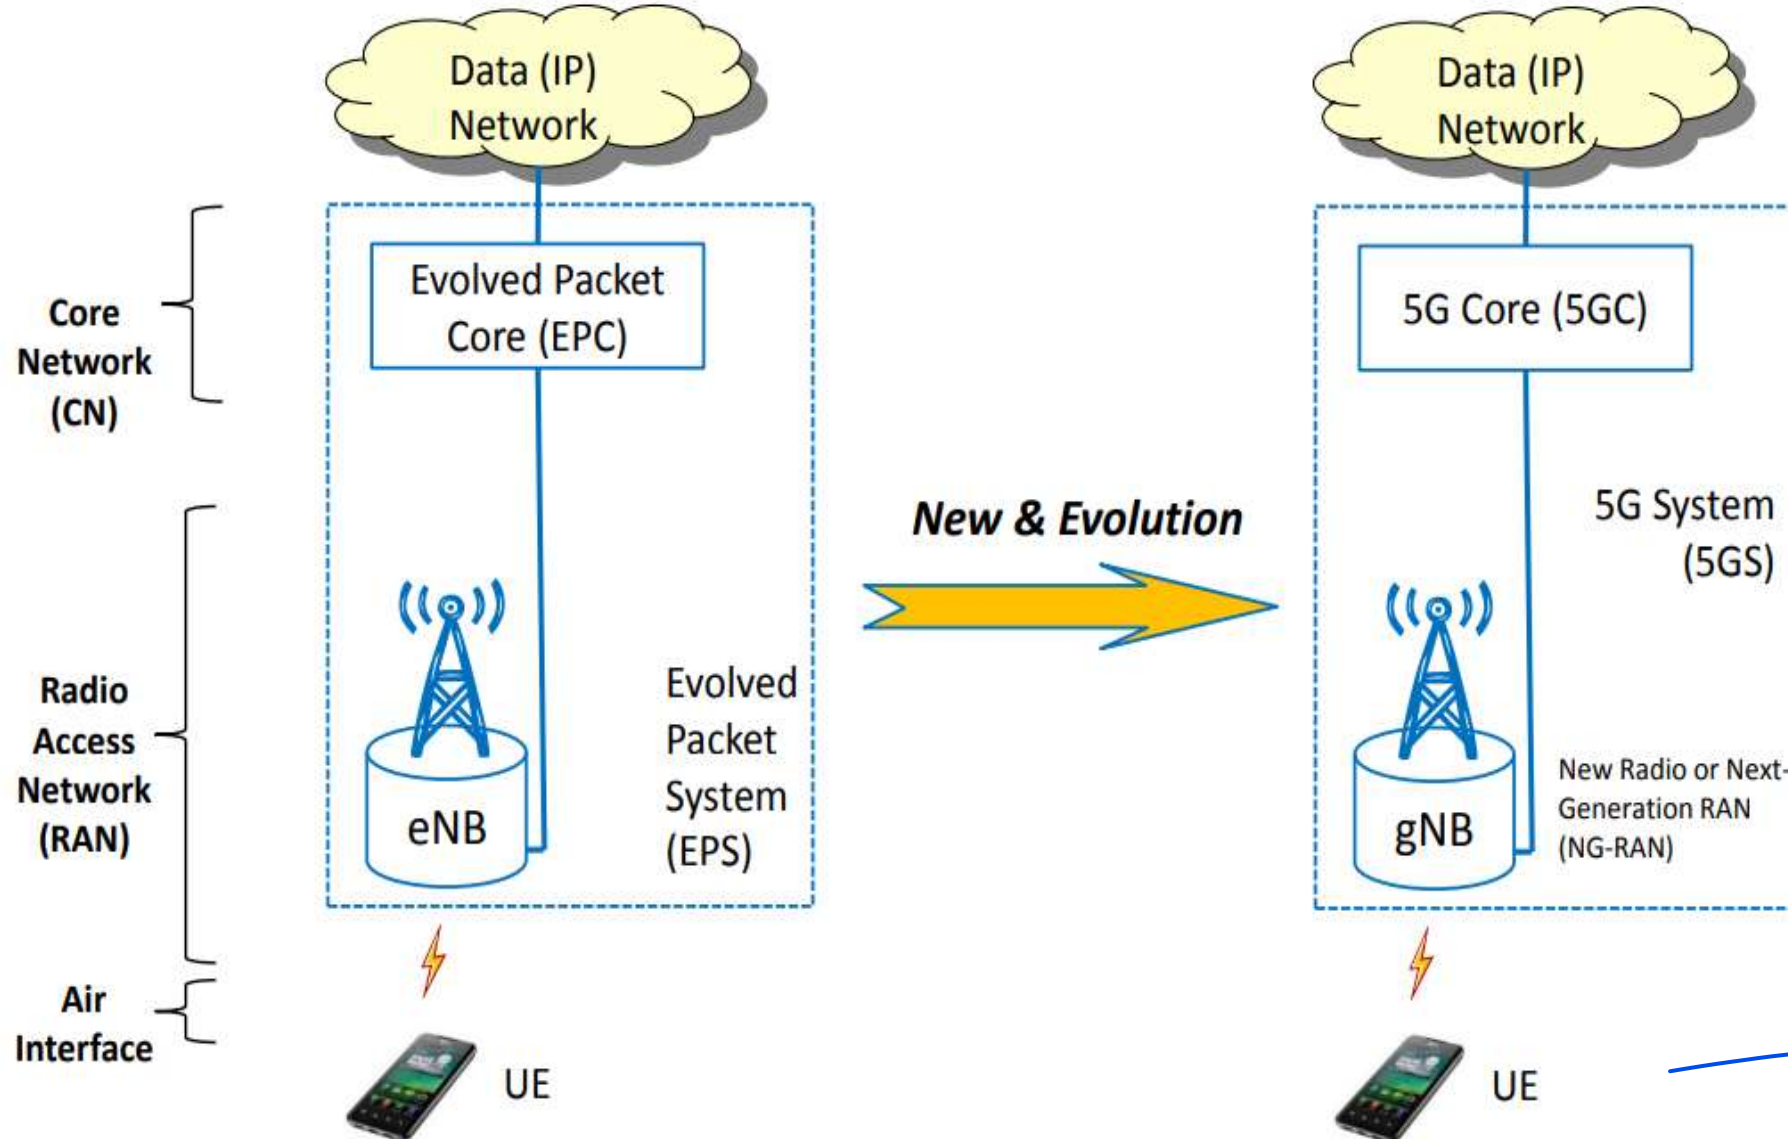 Data (IP)
Network
Data (IP)
Network
Core
Network
(CN)
Evolved Packet
Core (EPC)
5G Core (5GC)
New & Evolution
5G System
(5GS)
Radio
Access
Network
(RAN)
eNB
Evolved
Packet
System
(EPS)
gNB
New Radio or Next-
Generation RAN
(NG-RAN)
Air
Interface
UE
UE